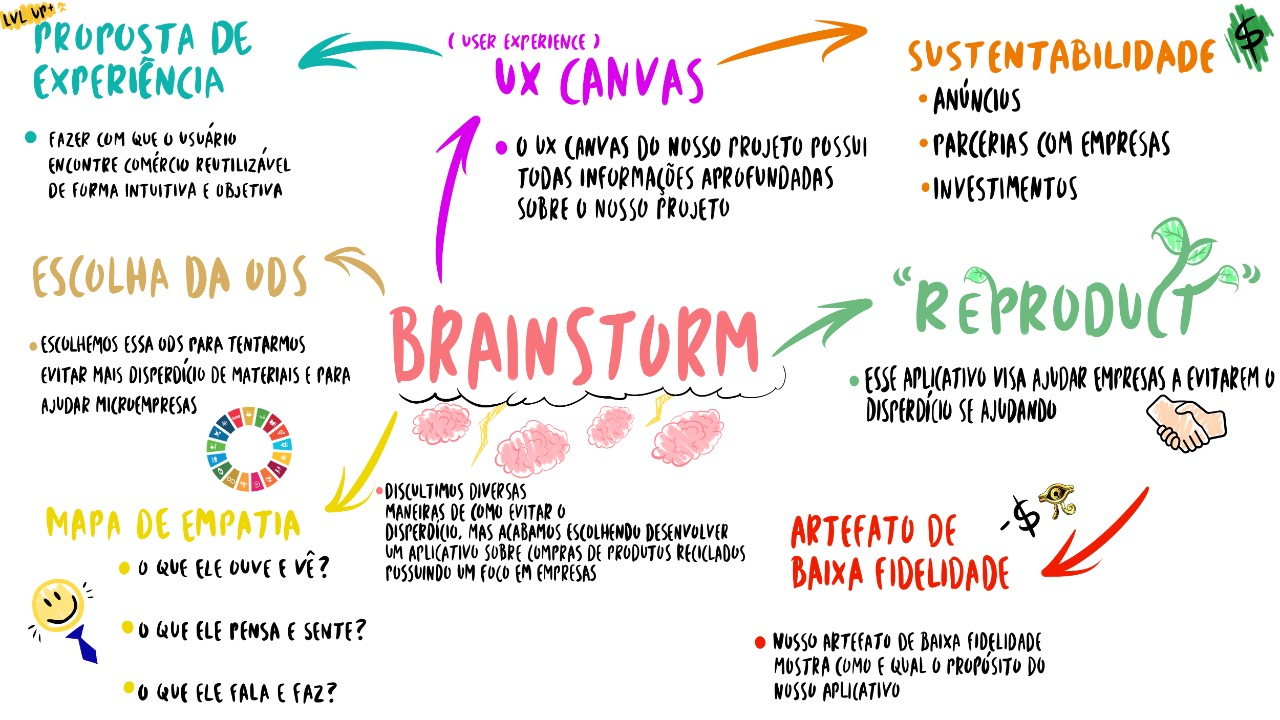 LVL UP+
PROPOSTA DE
EXPERIÊNCIA
FAZER COM QUE O USUÁRIO
ENCONTRE COMÉRCIO REUTILIZÁVEL
DE FORMA INTUITIVA E OBJETIVA
( USER EXPERIENCE )
UX CANVAS
O UX CANVAS DO NOSSO PROJETO POSSUI
TODAS INFORMAÇÕES APROFUNDADAS
SOBRE O NOSSO PROJETO
SUSTENTABILIDADE $
ANÚNCIOS
PARCERIAS COM EMPRESAS
INVESTIMENTOS
ESCOLHA DA ODS
ESCOLHEMOS ESSA ODS PARA TENTARMOS
EVITAR MAIS DISPERDÍCIO DE MATERIAIS E PARA
AJUDAR MICROEMPRESAS
BRAINSTORM
DISCULTIMOS DIVERSAS
MANEIRAS DE COMO EVITAR O
DISPERDÍCIO, MAS ACABAMOS ESCOLHENDO DESENVOLVER
UM APLICATIVO SOBRE COMPRAS DE PRODUTOS RECICLADOS
POSSUINDO UM FOCO EM EMPRESAS
"REPRODUCT"
ESSE APLICATIVO VISA AJUDAR EMPRESAS A EVITAREM O
DISPERDÍCIO SE AJUDANDO
MAPA DE EMPATIA
O QUE ELE OUVE E VÊ?
O QUE ELE PENSA E SENTE?
O QUE ELE FALA E FAZ?
-$
ARTEFATO DE
BAIXA FIDELIDADE
NOSSO ARTEFATO DE BAIXA FIDELIDADE
MOSTRA COMO E QUAL O PROPÓSITO DO
NOSSO APLICATIVO